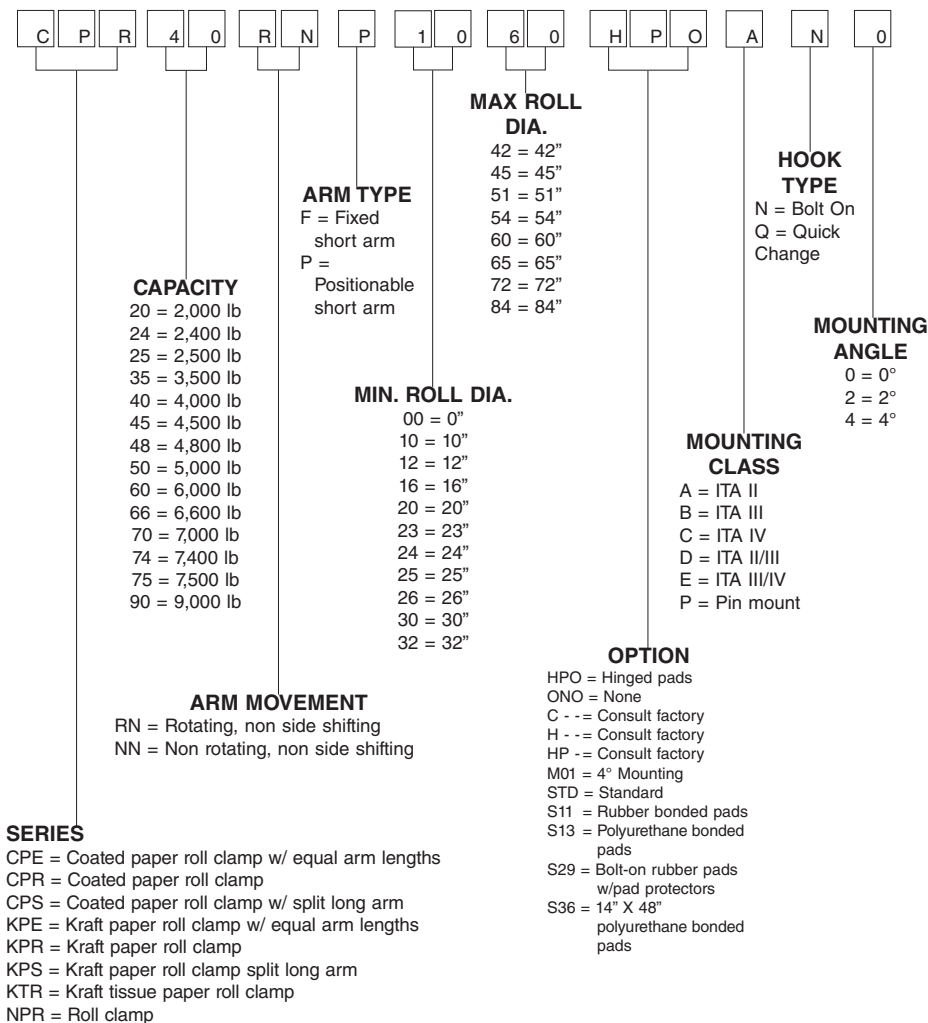 C P R 4 0 R N P 1 0 6 0 H P O A N 0
MAX ROLL
DIA.
42 = 42”
45 = 45”
51 = 51”
54 = 54”
60 = 60”
65 = 65”
72 = 72”
84 = 84”
HOOK
TYPE
N = Bolt On
Q = Quick
Change
ARM TYPE
F = Fixed
short arm
P =
Positionable
short arm
CAPACITY
20 = 2,000 lb
24 = 2,400 lb
25 = 2,500 lb
35 = 3,500 lb
40 = 4,000 lb
45 = 4,500 lb
48 = 4,800 lb
50 = 5,000 lb
60 = 6,000 lb
66 = 6,600 lb
70 = 7,000 lb
74 = 7,400 lb
75 = 7,500 lb
90 = 9,000 lb
MOUNTING
ANGLE
0 = 0°
2 = 2°
4 = 4°
MIN. ROLL DIA.
00 = 0”
10 = 10”
12 = 12”
16 = 16”
20 = 20”
23 = 23”
24 = 24”
25 = 25”
26 = 26”
30 = 30”
32 = 32”
MOUNTING
CLASS
A = ITA II
B = ITA III
C = ITA IV
D = ITA II/III
E = ITA III/IV
P = Pin mount
OPTION
HPO = Hinged pads
ONO = None
C - - = Consult factory
H - - = Consult factory
HP - = Consult factory
M01 = 4° Mounting
STD = Standard
S11 = Rubber bonded pads
S13 = Polyurethane bonded
pads
S29 = Bolt-on rubber pads
w/pad protectors
S36 = 14” X 48”
polyurethane bonded
pads
ARM MOVEMENT
RN = Rotating, non side shifting
NN = Non rotating, non side shifting
SERIES
CPE = Coated paper roll clamp w/ equal arm lengths
CPR = Coated paper roll clamp
CPS = Coated paper roll clamp w/ split long arm
KPE = Kraft paper roll clamp w/ equal arm lengths
KPR = Kraft paper roll clamp
KPS = Kraft paper roll clamp split long arm
KTR = Kraft tissue paper roll clamp
NPR = Roll clamp